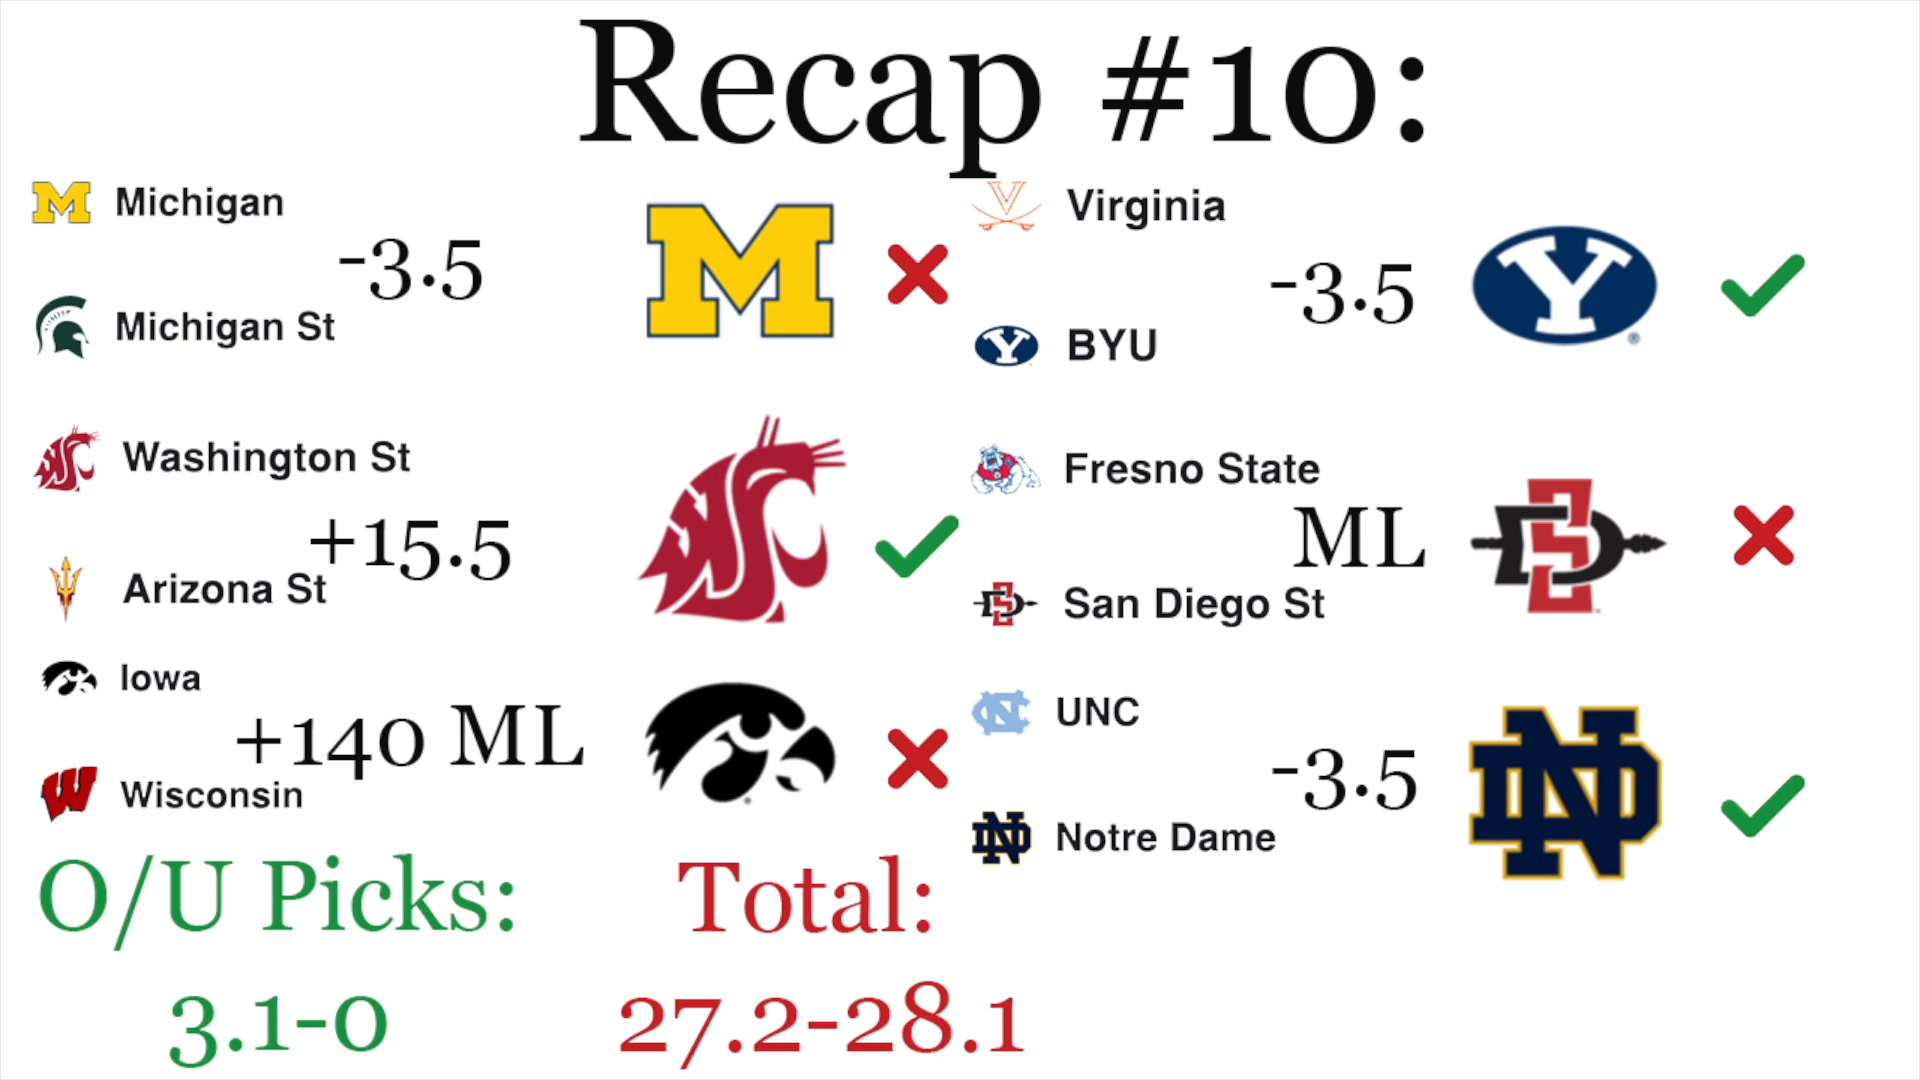 Recap #10:
Michigan
-3.5
Michigan St
Washington St
+15.5
Arizona St
Iowa
+140 ML
Wisconsin
Virginia
-3.5
BYU
Fresno State
ML
San Diego St
UNC
-3.5
Notre Dame
O/U Picks:
3.1-0
Total:
27.2-28.1